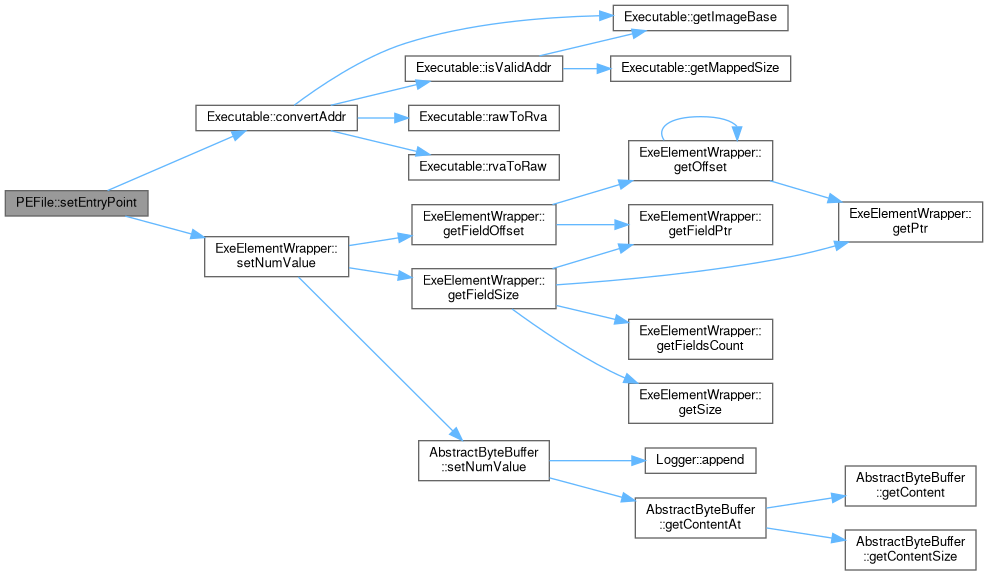 PEFile::setEntryPoint
Executable::convertAddr
ExeElementWrapper::
setNumValue
Executable::getImageBase
Executable::isValidAddr
Executable::getMappedSize
Executable::rawToRva
Executable::rvaToRaw
ExeElementWrapper::
getFieldOffset
ExeElementWrapper::
getFieldSize
AbstractByteBuffer
::setNumValue
ExeElementWrapper::
getOffset
ExeElementWrapper::
getFieldPtr
ExeElementWrapper::
getPtr
ExeElementWrapper::
getFieldsCount
ExeElementWrapper::
getSize
Logger::append
AbstractByteBuffer
::getContentAt
AbstractByteBuffer
::getContent
AbstractByteBuffer
::getContentSize